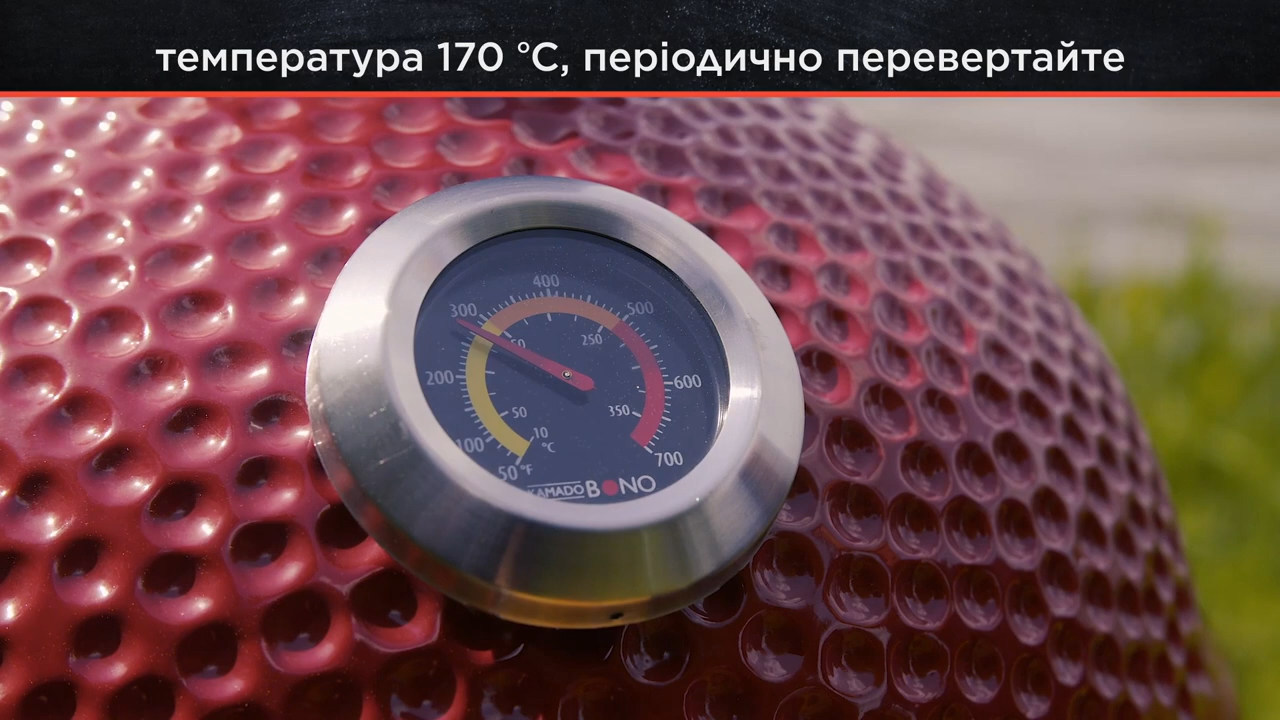 температура 170 °C, періодично перевертайте
400
300
500
250
200
600
50
350
10
100
°C
700
50 °F
KAMADO BONO